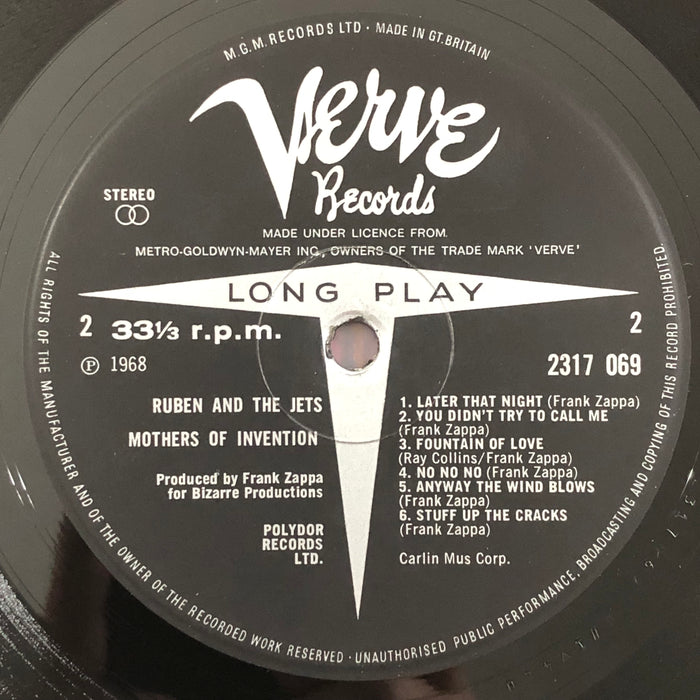 M.G.M. RECORDS LTD · MADE IN GT. BRITAIN
Verve
Records
STEREO
MADE UNDER LICENCE FROM
METRO-GOLDWYN-MAYER INC, OWNERS OF THE TRADE MARK 'VERVE'
LONG PLAY
2 33⅓ r.p.m.
2
Ⓟ 1968
2317 069
RUBEN AND THE JETS
MOTHERS OF INVENTION
Produced by Frank Zappa
for Bizarre Productions
POLYDOR
RECORDS
LTD.
1. LATER THAT NIGHT (Frank Zappa)
2. YOU DIDN'T TRY TO CALL ME
(Frank Zappa)
3. FOUNTAIN OF LOVE
(Ray Collins/Frank Zappa)
4. NO NO NO (Frank Zappa)
5. ANYWAY THE WIND BLOWS
(Frank Zappa)
6. STUFF UP THE CRACKS
(Frank Zappa)
Carlin Mus Corp.
ALL RIGHTS OF THE MANUFACTURER AND OF THE OWNER OF THE RECORDED WORK RESERVED · UNAUTHORISED PUBLIC PERFORMANCE, BROADCASTING AND COPYING OF THIS RECORD PROHIBITED.